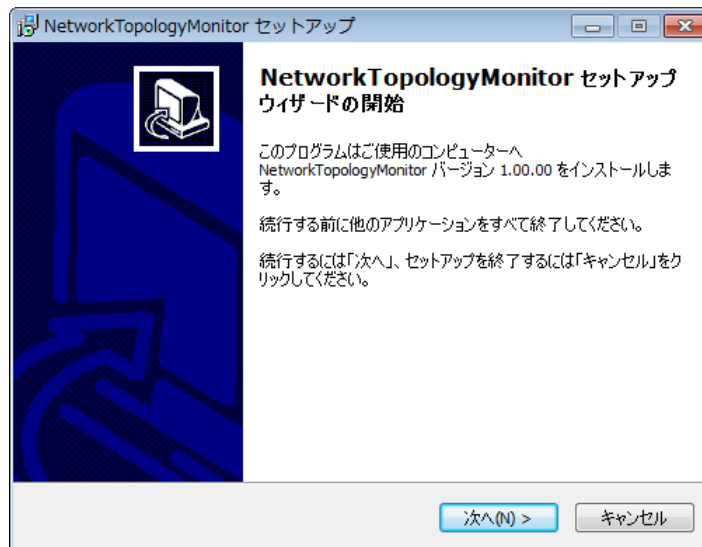 NetworkTopologyMonitor セットアップ
NetworkTopologyMonitor セットアップ
ウィザードの開始
このプログラムはご使用のコンピューターへ
NetworkTopologyMonitor バージョン 1.00.00 をインストールしま
す。
続行する前に他のアプリケーションをすべて終了してください。
続行するには「次へ」、セットアップを終了するには「キャンセル」をク
リックしてください。
次へ(N) >
キャンセル